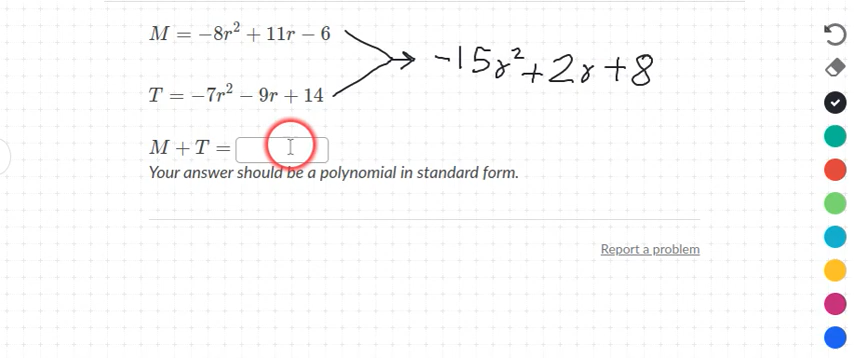 M = −8r² + 11r − 6
-15r²+2r+8
T = −7r² − 9r + 14
M + T =
Your answer should be a polynomial in standard form.
Report a problem